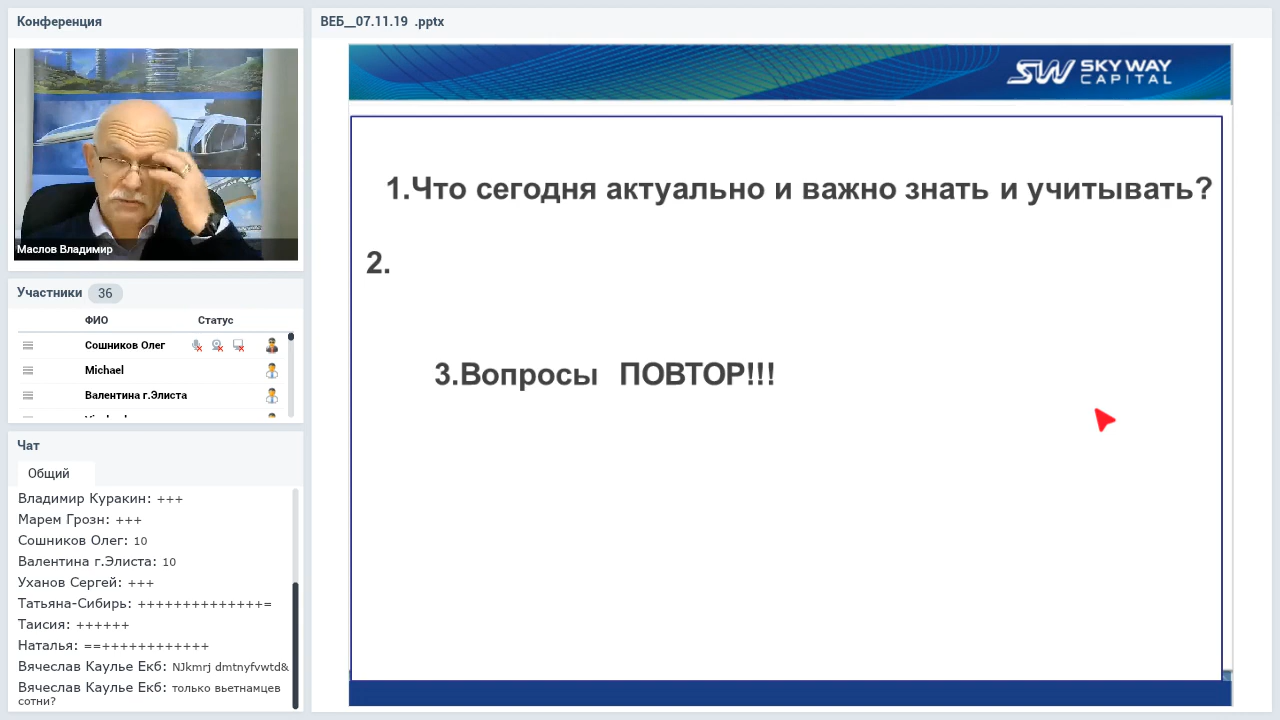 Конференция
Маслов Владимир
Участники 36
ФИО Статус
Сошников Олег
Michael
Валентина г.Элиста
Чат
Общий
Владимир Куракин: +++
Марем Грозн: +++
Сошников Олег: 10
Валентина г.Элиста: 10
Уханов Сергей: +++
Татьяна-Сибирь: ++++++++++++++=
Таисия: ++++++
Наталья: ==++++++++++++
Вячеслав Каулье Екб: NJkmrj dmtnyfvwtd&
Вячеслав Каулье Екб: только вьетнамцев
сотни?
ВЕБ__07.11.19 .pptx
SW SKY WAY
CAPITAL
1.Что сегодня актуально и важно знать и учитывать?
2.
3.Вопросы ПОВТОР!!!